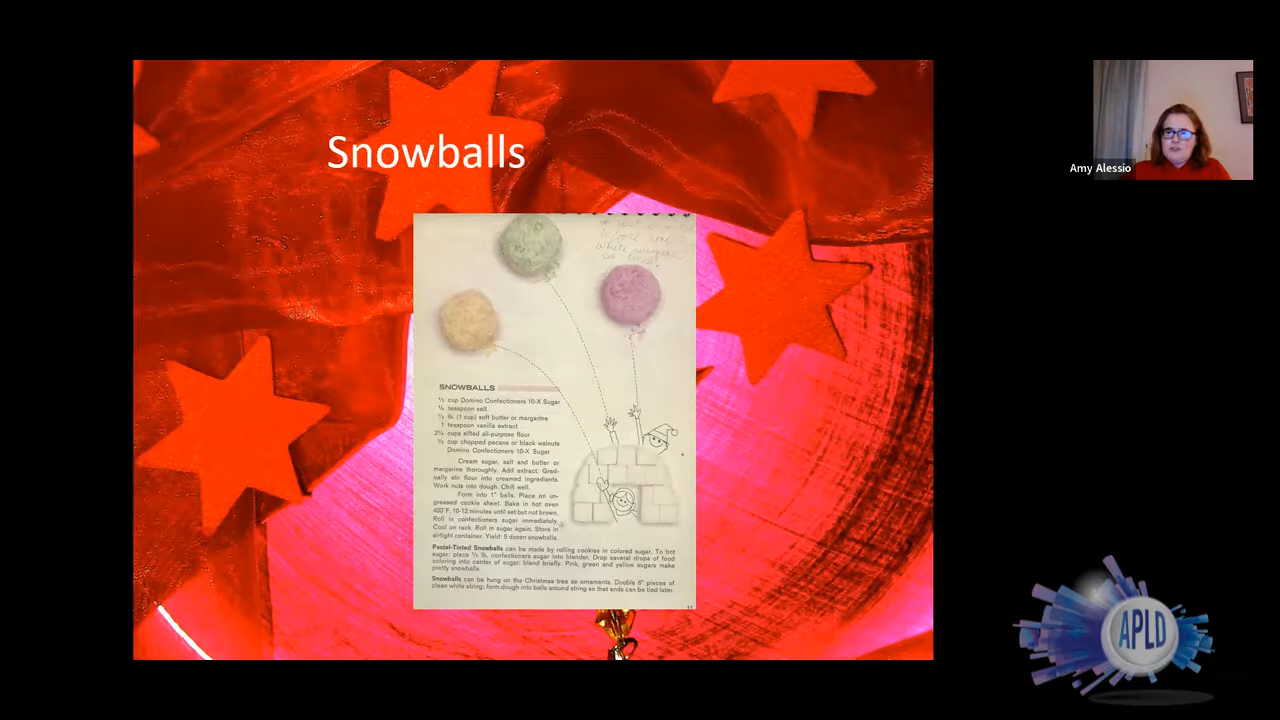 Snowballs
Amy Alessio
SNOWBALLS
½ cup Domino Confectioners 10-X Sugar
¼ teaspoon salt
½ lb. (1 cup) soft butter or margarine
1 teaspoon vanilla extract
cups sifted all-purpose flour
½ cup chopped pecans or black walnuts
Domino Confectioners 10-X Sugar
Cream sugar, salt and butter or
margarine thoroughly. Add extract. Grad-
ually stir flour into creamed ingredients.
Work nuts into dough. Chill well.
Form into 1" balls. Place on un-
greased cookie sheet. Bake in hot oven
400°F. 10-12 minutes until set but not brown.
Roll in confectioners sugar immediately.
Cool on rack. Roll in sugar again. Store in
airtight container. Yield: 5 dozen snowballs.
Pastel-Tinted Snowballs can be made by rolling cookies in colored sugar. To tint
sugar: place lb. confectioners sugar into blender. Drop several drops of food
coloring into center of sugar; blend briefly. Pink, green and yellow sugars make
pretty snowballs.
Snowballs can be hung on the Christmas tree as ornaments. Double 6" pieces of
clean white string; form dough into balls around string so that ends can be tied later.
APLD